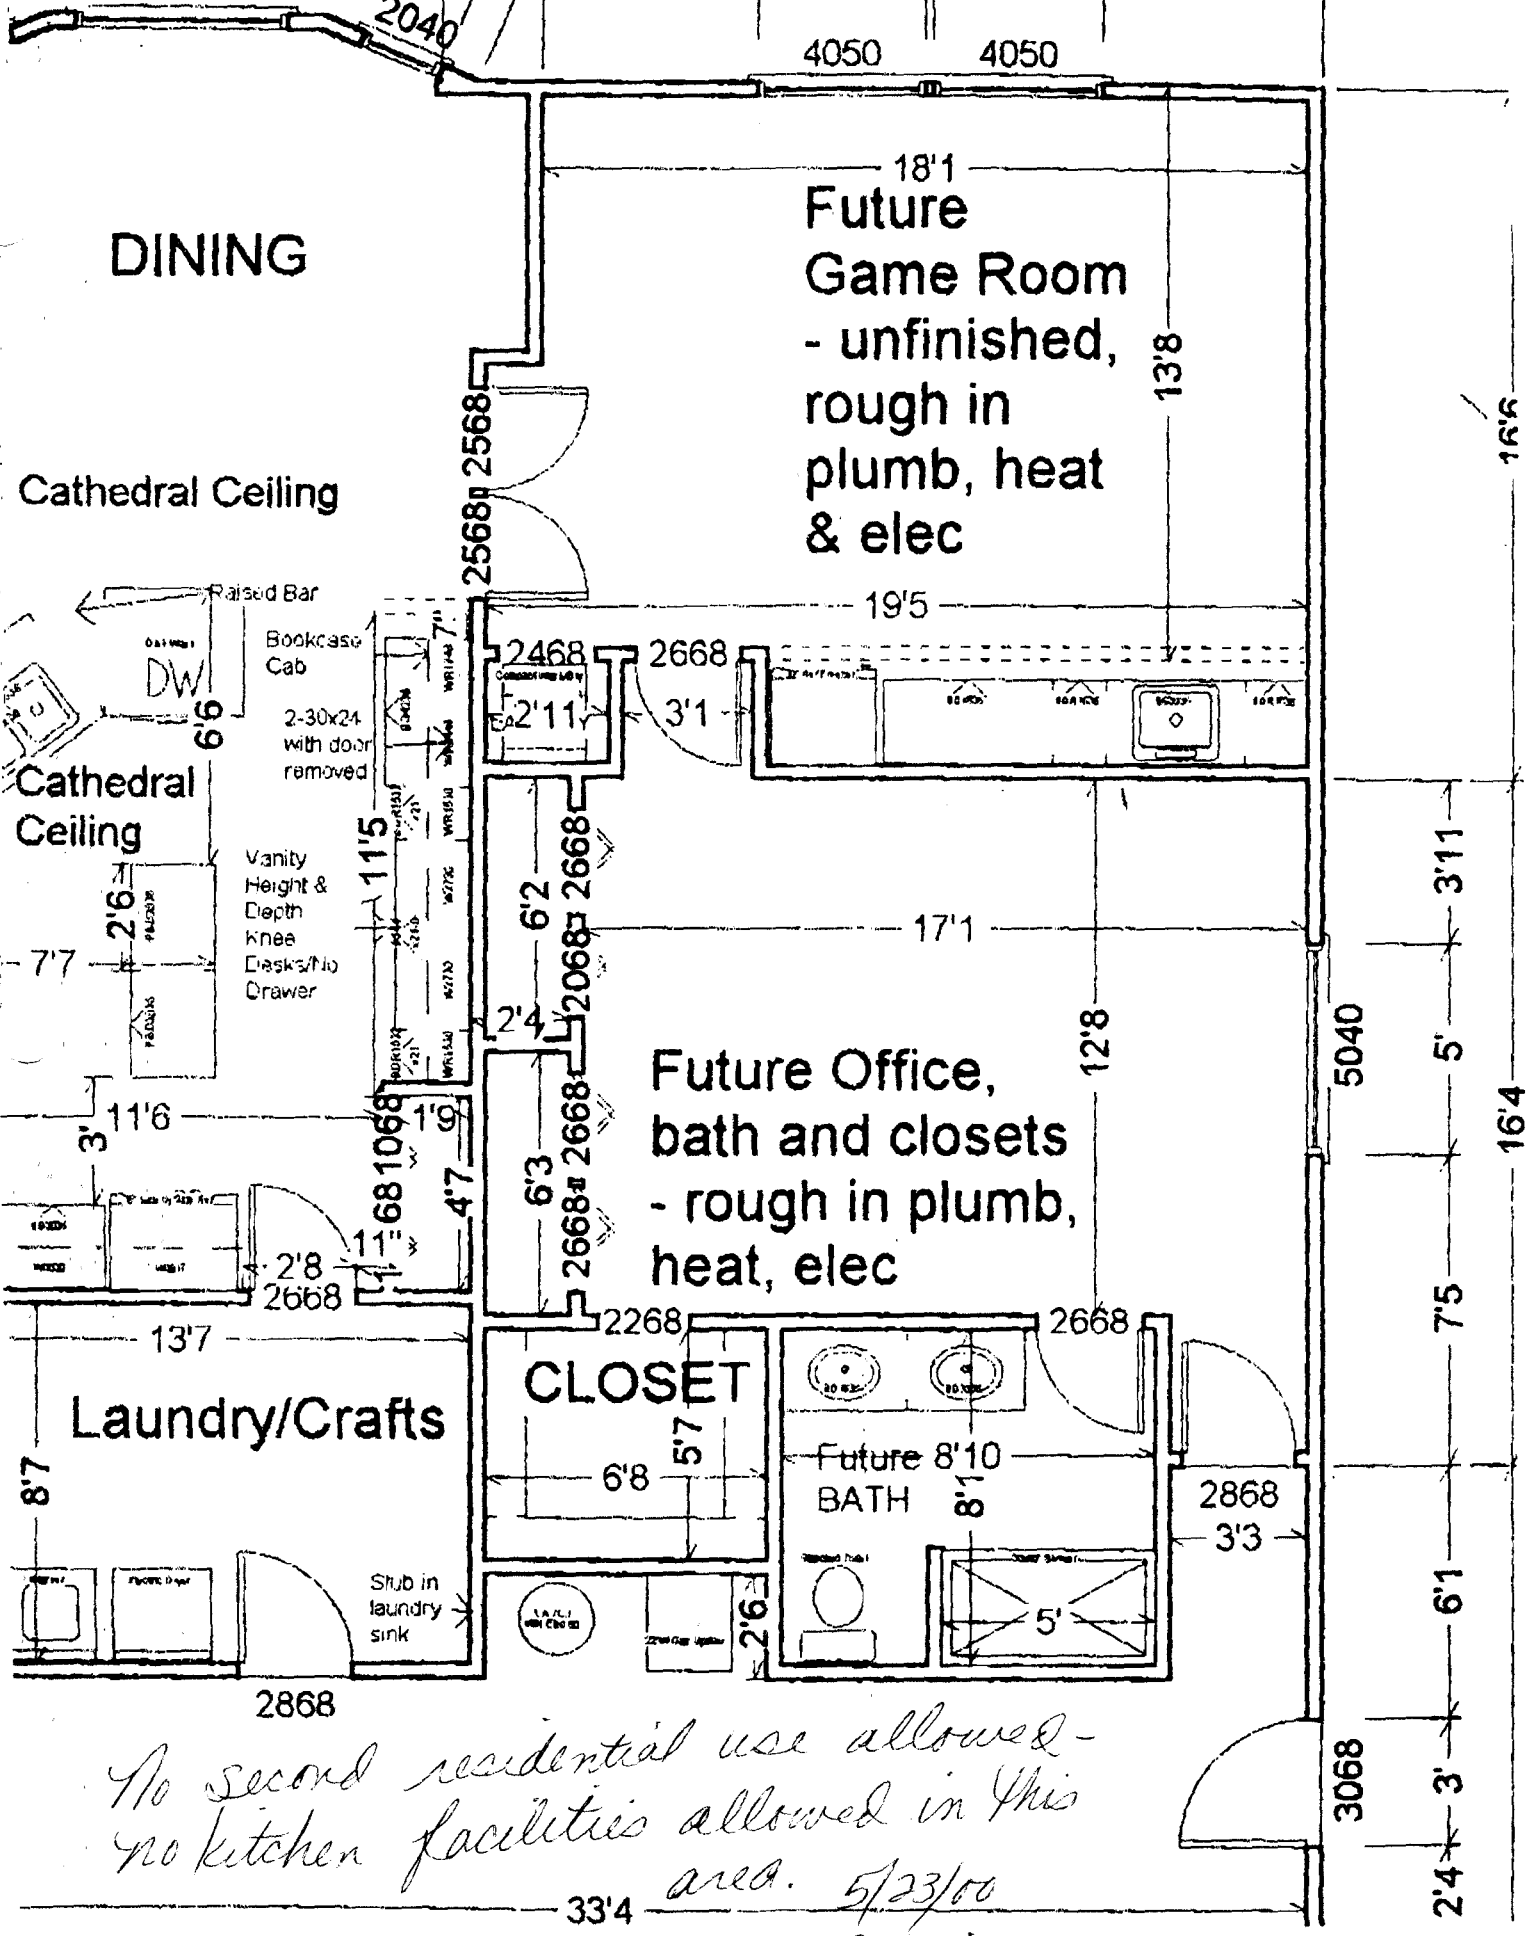 2040
4050
4050
18'1
DINING
Future
Game Room
- unfinished,
rough in
plumb, heat
& elec
13'8
16'6
2568
2568
Cathedral Ceiling
19'5
Raised Bar
7"
Bookcase
Cab
DW
6'6
2-30x24
with door
removed
2468
2668
2'11
3'1
Cathedral
Ceiling
11'5
Vanity
Height &
Depth
Knee
Desks/No
Drawer
2'6
7'7
6'2
2668
2068
17'1
3'11
2'4
12'8
5040
5'
16'4
Future Office,
bath and closets
- rough in plumb,
heat, elec
11'6
3'
1068
68
1'9
4'7
6'3
2668
2668
11"
1'
2'8
2668
7'5
13'7
2268
2668
CLOSET
Laundry/Crafts
8'7
5'7
6'8
Future 8'10
BATH
8'1
2868
3'3
Stub in
laundry
sink
2'6
5'
6'1
2868
3068
3'
2'4
No second residential use allowed-
no kitchen facilities allowed in this
area. 5/23/00
33'4